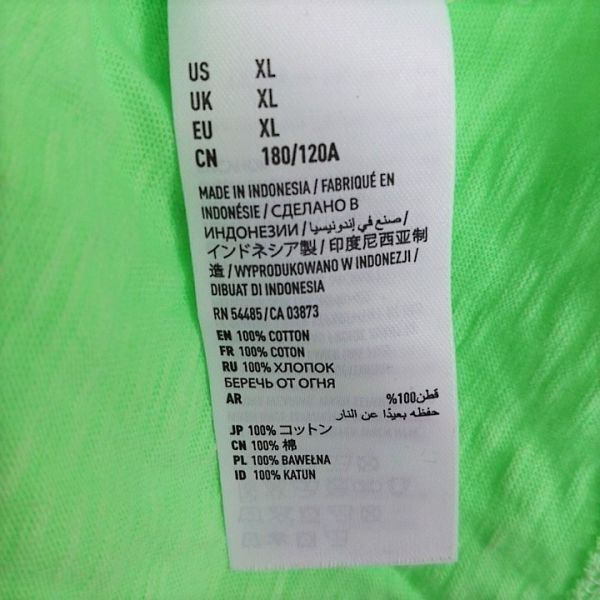 US XL
UK XL
EU XL
CN 180/120A
MADE IN INDONESIA / FABRIQUÉ EN
INDONÉSIE / СДЕЛАНО В
ИНДОНЕЗИИ / صنع في إندونيسيا /
インドネシア製 / 印度尼西亚制
造 / WYPRODUKOWANO W INDONEZJI /
DIBUAT DI INDONESIA
RN 54485 / CA 03873
EN 100% COTTON
FR 100% COTON
RU 100% ХЛОПОК
БЕРЕЧЬ ОТ ОГНЯ
AR قطن 100%
حفظه بعيدًا عن النار
JP 100% コットン
CN 100% 棉
PL 100% BAWEŁNA
ID 100% KATUN